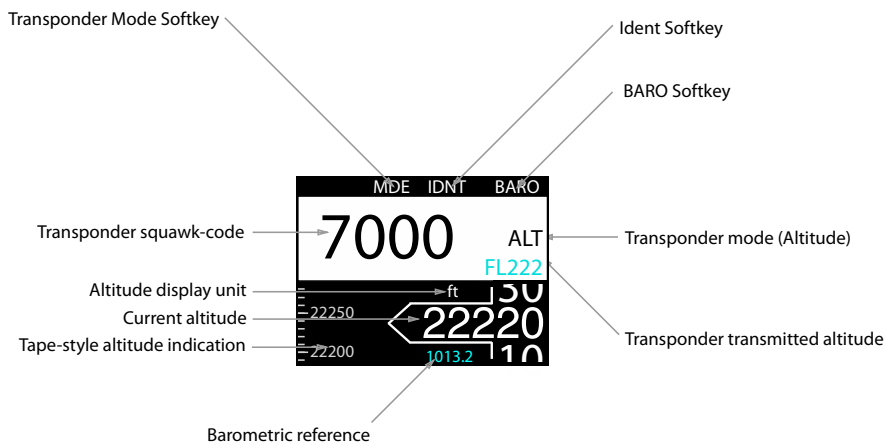 Transponder Mode Softkey
Ident Softkey
BARO Softkey
MDE IDNT BARO
Transponder squawk-code
7000
ALT
Transponder mode (Altitude)
FL222
Altitude display unit
ft
30
22250
Current altitude
22220
Transponder transmitted altitude
Tape-style altitude indication
22200
1013.2
10
Barometric reference